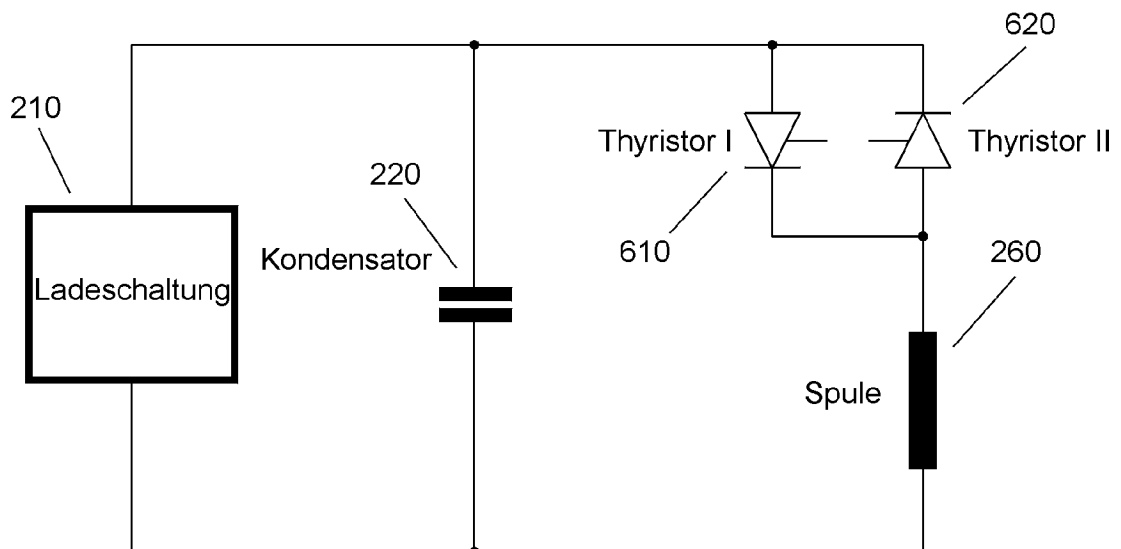 620
210
Thyristor I
Thyristor II
220
Kondensator
610
260
Ladeschaltung
Spule